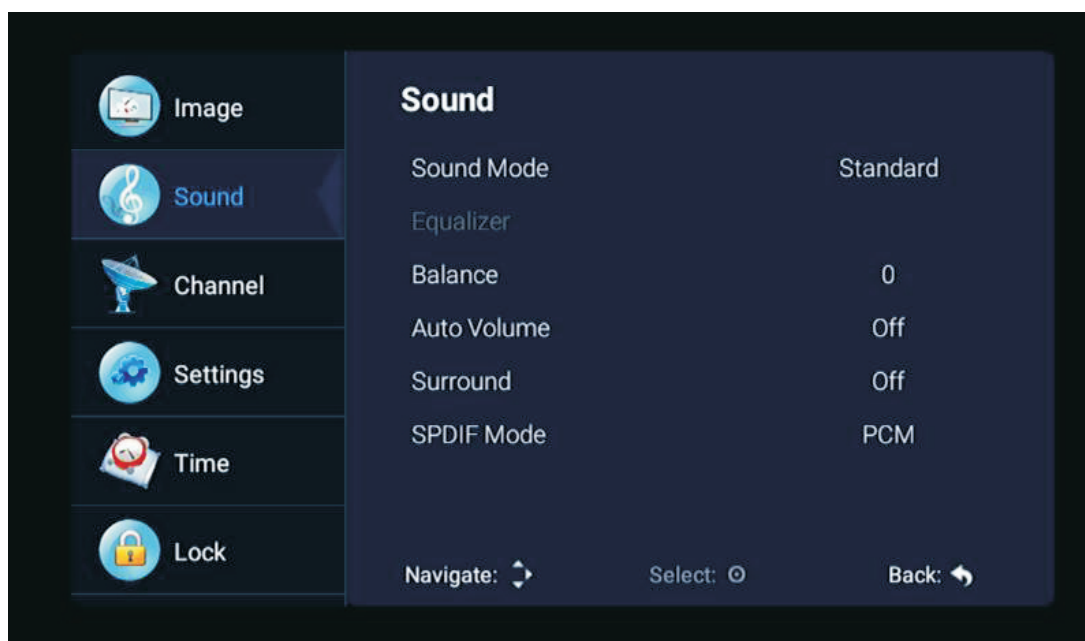 Image
Sound
Channel
Settings
Time
Lock
Sound
Sound Mode Standard
Equalizer
Balance 0
Auto Volume Off
Surround Off
SPDIF Mode PCM
Navigate: Select: Back: